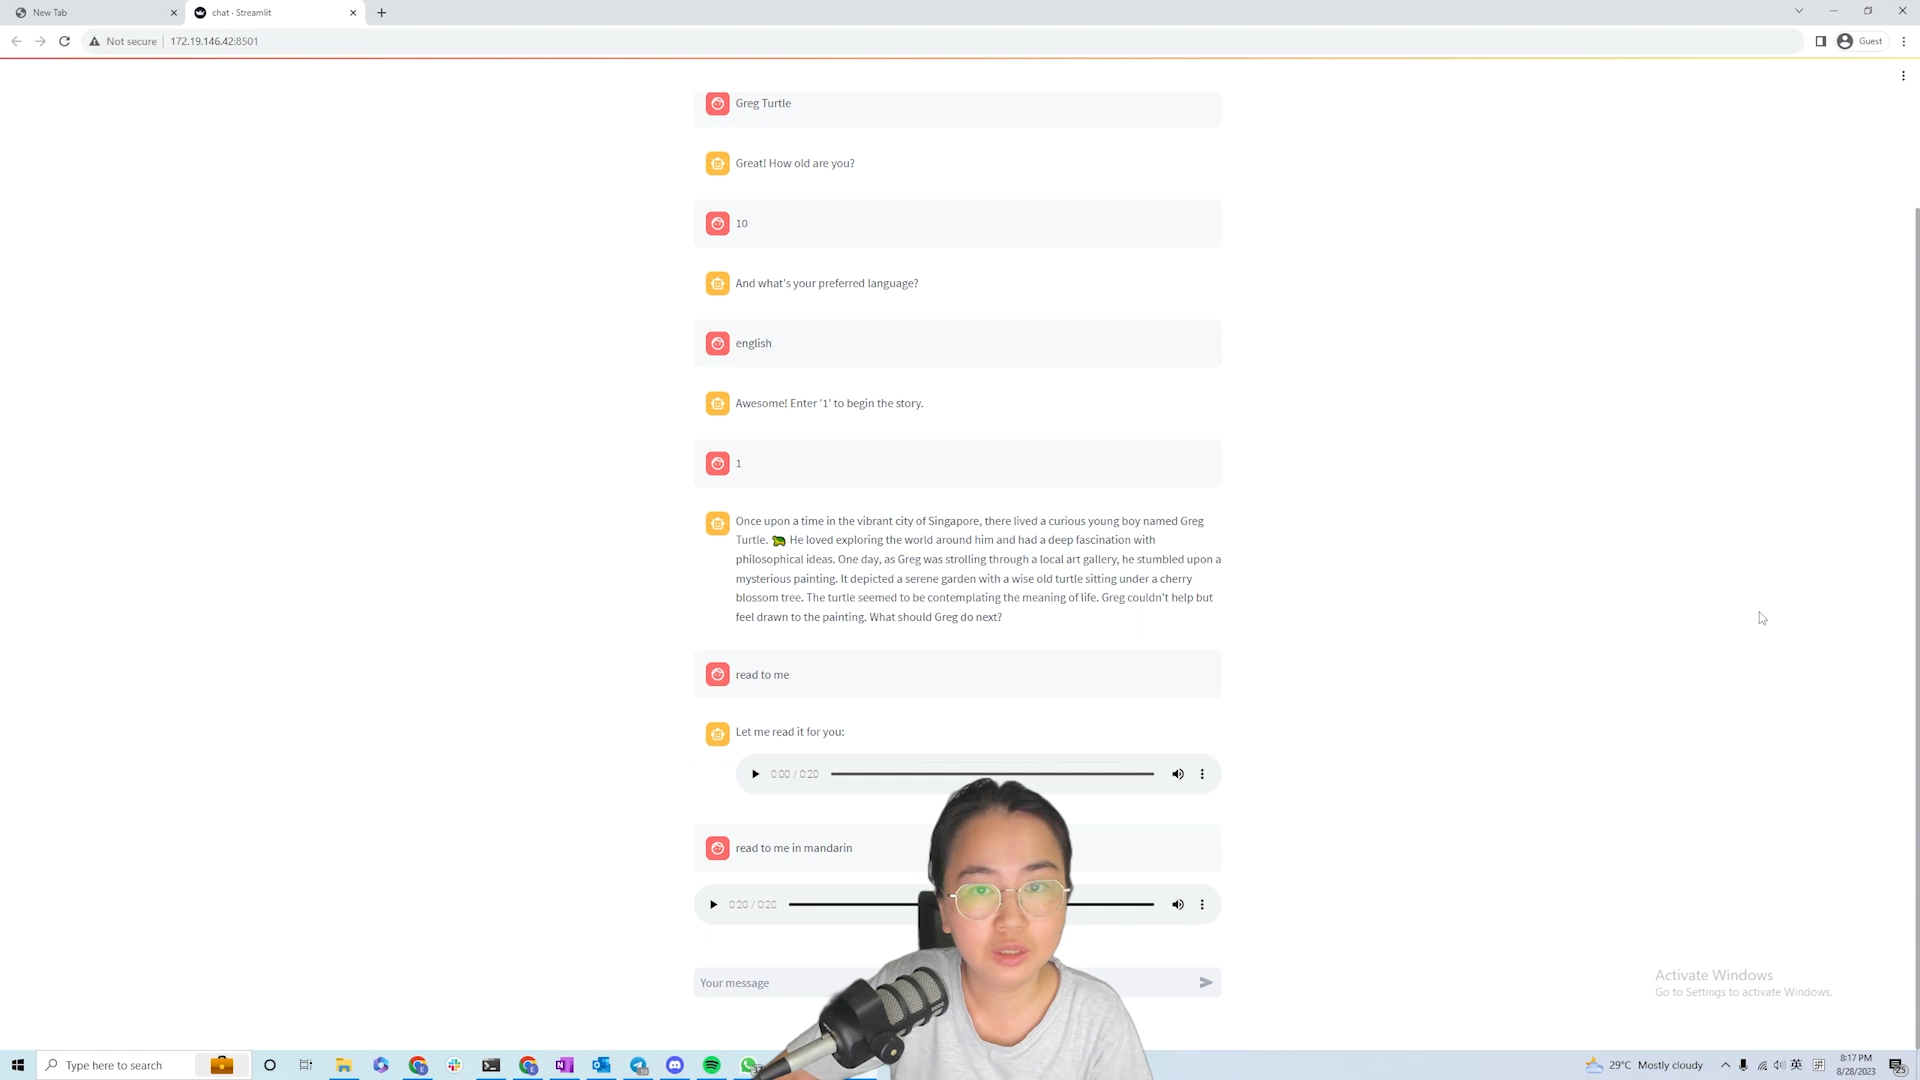 New Tab
chat · Streamlit
Not secure
172.19.146.42:8501
Guest
Greg Turtle
Great! How old are you?
10
And what's your preferred language?
english
Awesome! Enter '1' to begin the story.
1
Once upon a time in the vibrant city of Singapore, there lived a curious young boy named Greg
Turtle. 🐢 He loved exploring the world around him and had a deep fascination with
philosophical ideas. One day, as Greg was strolling through a local art gallery, he stumbled upon a
mysterious painting. It depicted a serene garden with a wise old turtle sitting under a cherry
blossom tree. The turtle seemed to be contemplating the meaning of life. Greg couldn't help but
feel drawn to the painting. What should Greg do next?
read to me
Let me read it for you:
0:00 / 0:20
read to me in mandarin
0:20 / 0:20
Your message
Activate Windows
Go to Settings to activate Windows.
Type here to search
29°C Mostly cloudy
英
8:17 PM
8/28/2023
25